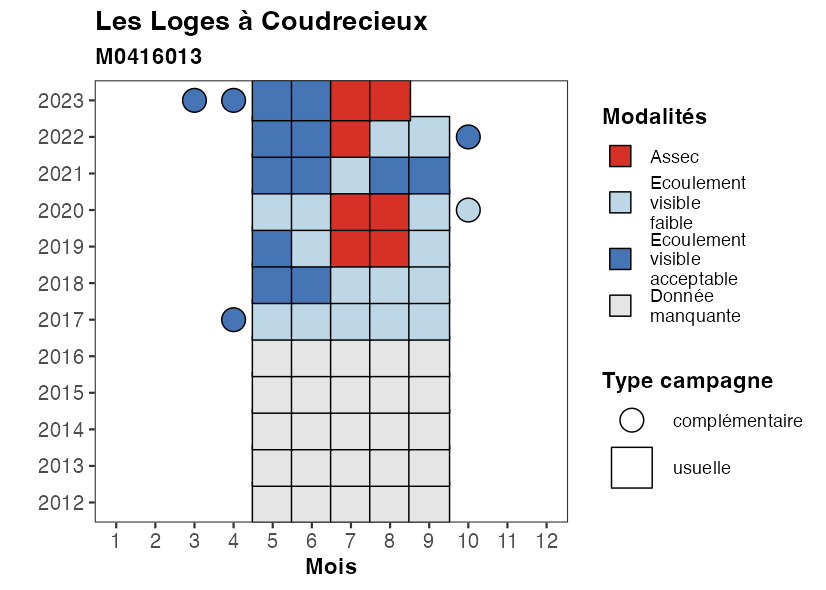 Les Loges à Coudrecieux
M0416013
2023
2022
2021
2020
2019
2018
2017
2016
2015
2014
2013
2012
1 2 3 4 5 6 7 8 9 10 11 12
Mois
Modalités
Assec
Ecoulement
visible
faible
Ecoulement
visible
acceptable
Donnée
manquante
Type campagne
complémentaire
usuelle